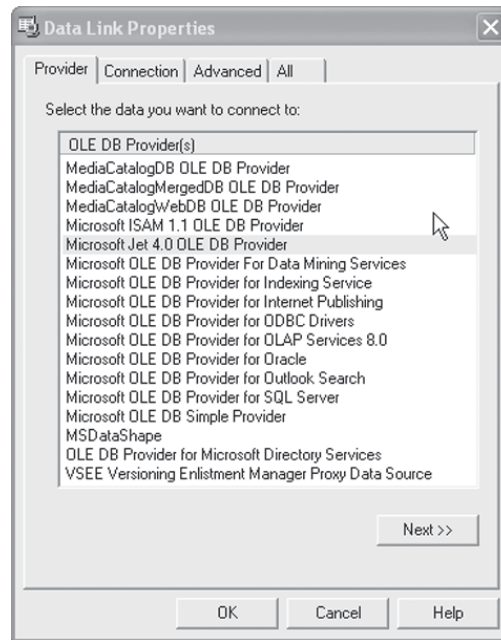 Data Link Properties
Provider Connection Advanced All
Select the data you want to connect to:
OLE DB Provider(s)
MediaCatalogDB OLE DB Provider
MediaCatalogMergedDB OLE DB Provider
MediaCatalogWebDB OLE DB Provider
Microsoft ISAM 1.1 OLE DB Provider
Microsoft Jet 4.0 OLE DB Provider
Microsoft OLE DB Provider For Data Mining Services
Microsoft OLE DB Provider for Indexing Service
Microsoft OLE DB Provider for Internet Publishing
Microsoft OLE DB Provider for ODBC Drivers
Microsoft OLE DB Provider for OLAP Services 8.0
Microsoft OLE DB Provider for Oracle
Microsoft OLE DB Provider for Outlook Search
Microsoft OLE DB Provider for SQL Server
Microsoft OLE DB Simple Provider
MSDataShape
OLE DB Provider for Microsoft Directory Services
VSEE Versioning Enlistment Manager Proxy Data Source
Next >>
OK Cancel Help